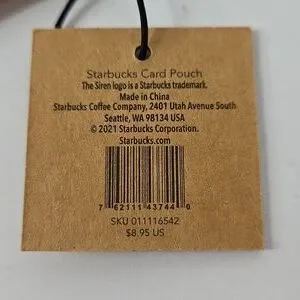 Starbucks Card Pouch
The Siren logo is a Starbucks trademark.
Made in China
Starbucks Coffee Company, 2401 Utah Avenue South
Seattle, WA 98134 USA
© 2021 Starbucks Corporation.
Starbucks.com
7 62111 43744 6
SKU 011116542
$8.95 US